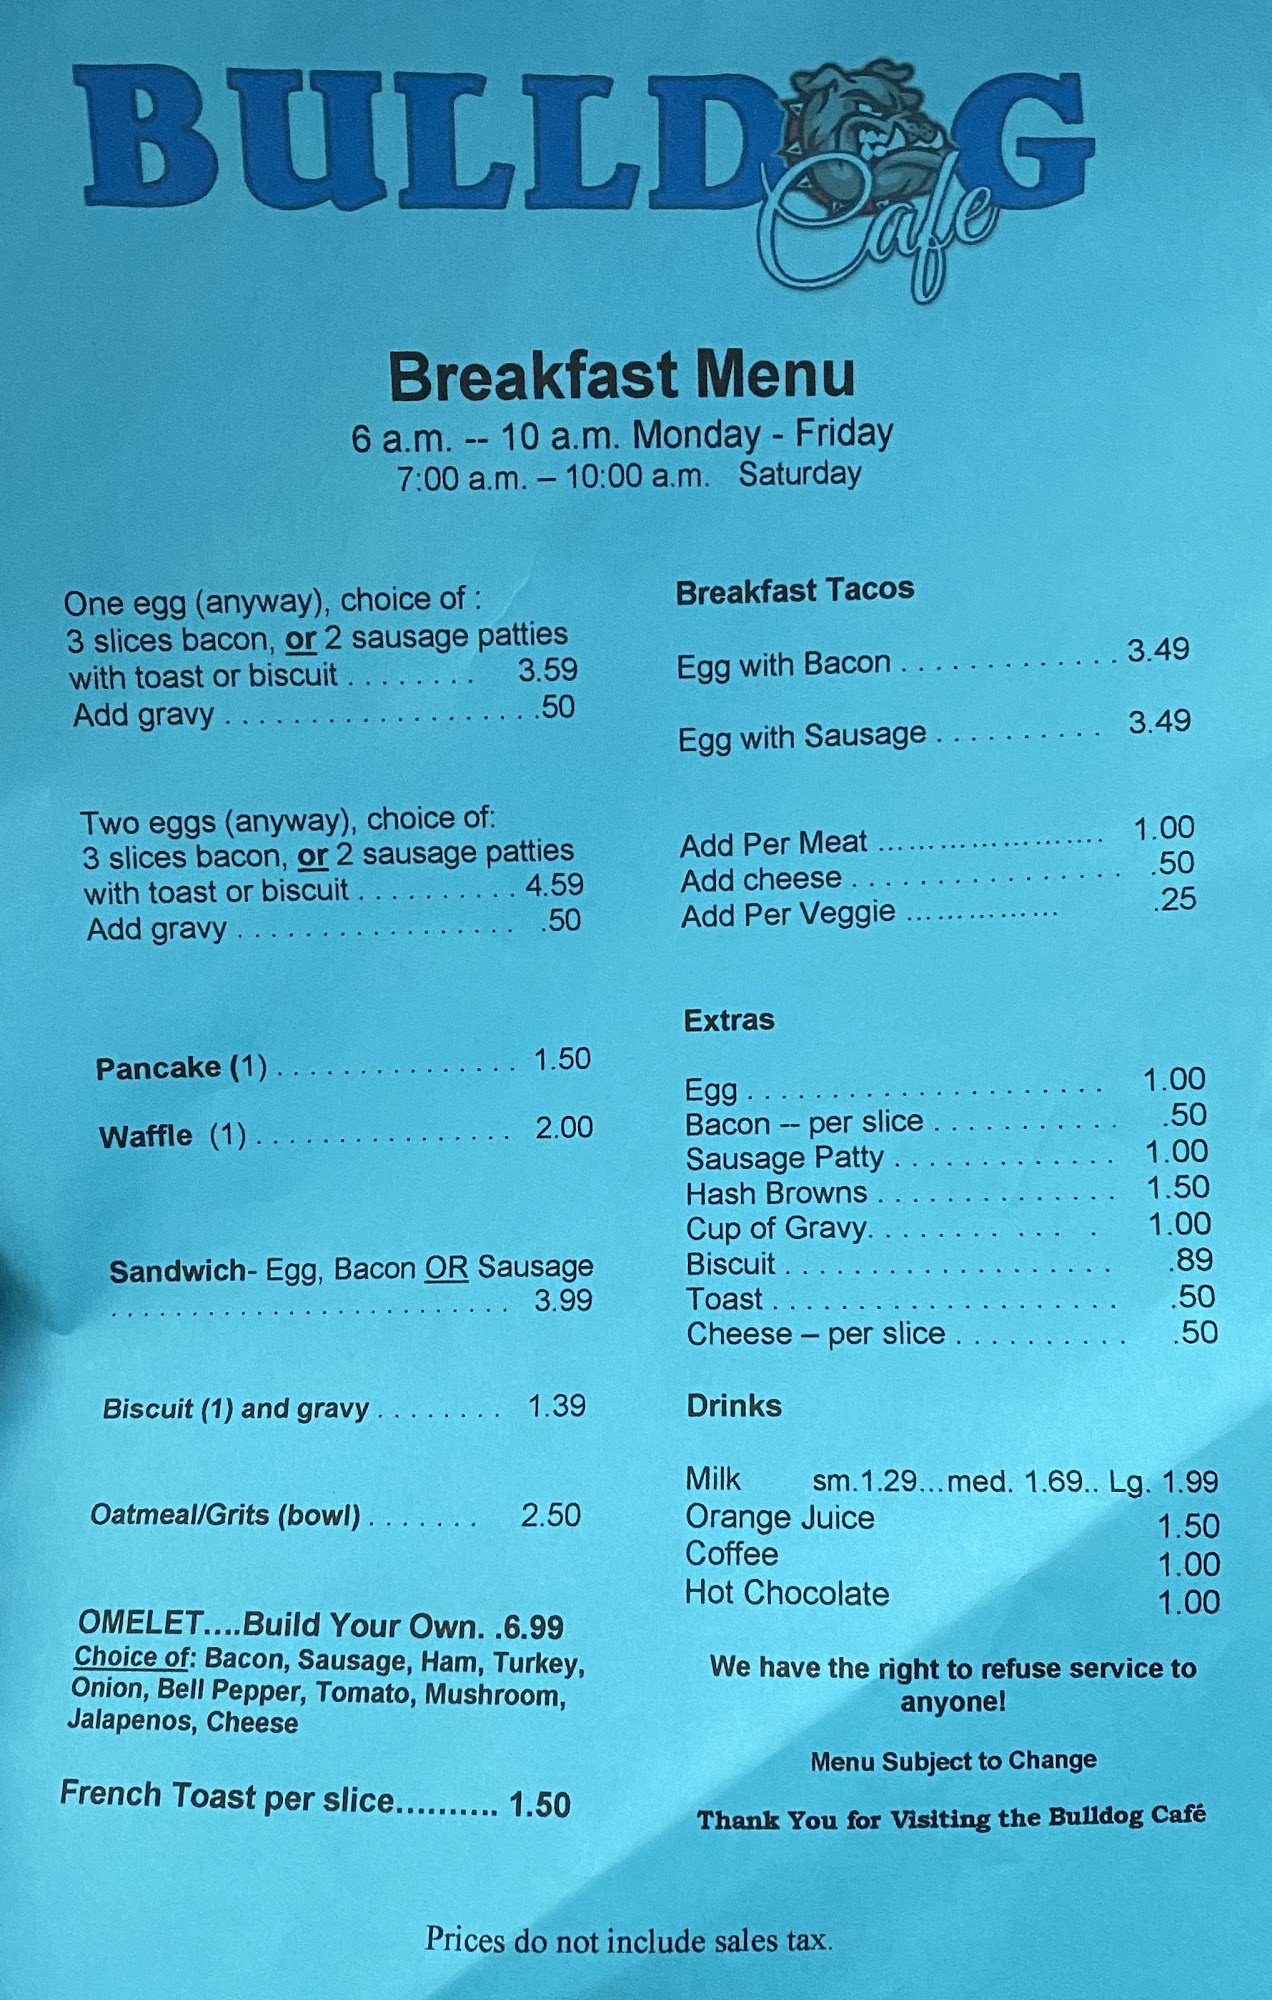 BULLDOG
Cafe
Breakfast Menu
6 a.m. -- 10 a.m. Monday - Friday
7:00 a.m. – 10:00 a.m. Saturday
One egg (anyway), choice of :
3 slices bacon, or 2 sausage patties
with toast or biscuit . . . . . . . . 3.59
Add gravy . . . . . . . . . . . . . . . . . . . .50
Two eggs (anyway), choice of:
3 slices bacon, or 2 sausage patties
with toast or biscuit . . . . . . . . . . 4.59
Add gravy . . . . . . . . . . . . . . . . . .50
Pancake (1) . . . . . . . . . . . . . . . 1.50
Waffle (1) . . . . . . . . . . . . . . . . 2.00
Sandwich- Egg, Bacon OR Sausage
. . . . . . . . . . . . . . . . . . . . . . . . . 3.99
Biscuit (1) and gravy . . . . . . . . 1.39
Oatmeal/Grits (bowl) . . . . . . . 2.50
OMELET....Build Your Own. .6.99
Choice of: Bacon, Sausage, Ham, Turkey,
Onion, Bell Pepper, Tomato, Mushroom,
Jalapenos, Cheese
French Toast per slice.......... 1.50
Breakfast Tacos
Egg with Bacon . . . . . . . . . . . . . 3.49
Egg with Sausage . . . . . . . . . . 3.49
Add Per Meat ........................... 1.00
Add cheese . . . . . . . . . . . . . . . . . .50
Add Per Veggie .................. .25
Extras
Egg . . . . . . . . . . . . . . . . . . . . . . 1.00
Bacon -- per slice . . . . . . . . . . . .50
Sausage Patty . . . . . . . . . . . . . 1.00
Hash Browns . . . . . . . . . . . . . . 1.50
Cup of Gravy. . . . . . . . . . . . . 1.00
Biscuit . . . . . . . . . . . . . . . . . . . . .89
Toast . . . . . . . . . . . . . . . . . . . . . .50
Cheese – per slice . . . . . . . . . . . .50
Drinks
Milk sm.1.29...med. 1.69.. Lg. 1.99
Orange Juice 1.50
Coffee 1.00
Hot Chocolate 1.00
We have the right to refuse service to
anyone!
Menu Subject to Change
Thank You for Visiting the Bulldog Café
Prices do not include sales tax.